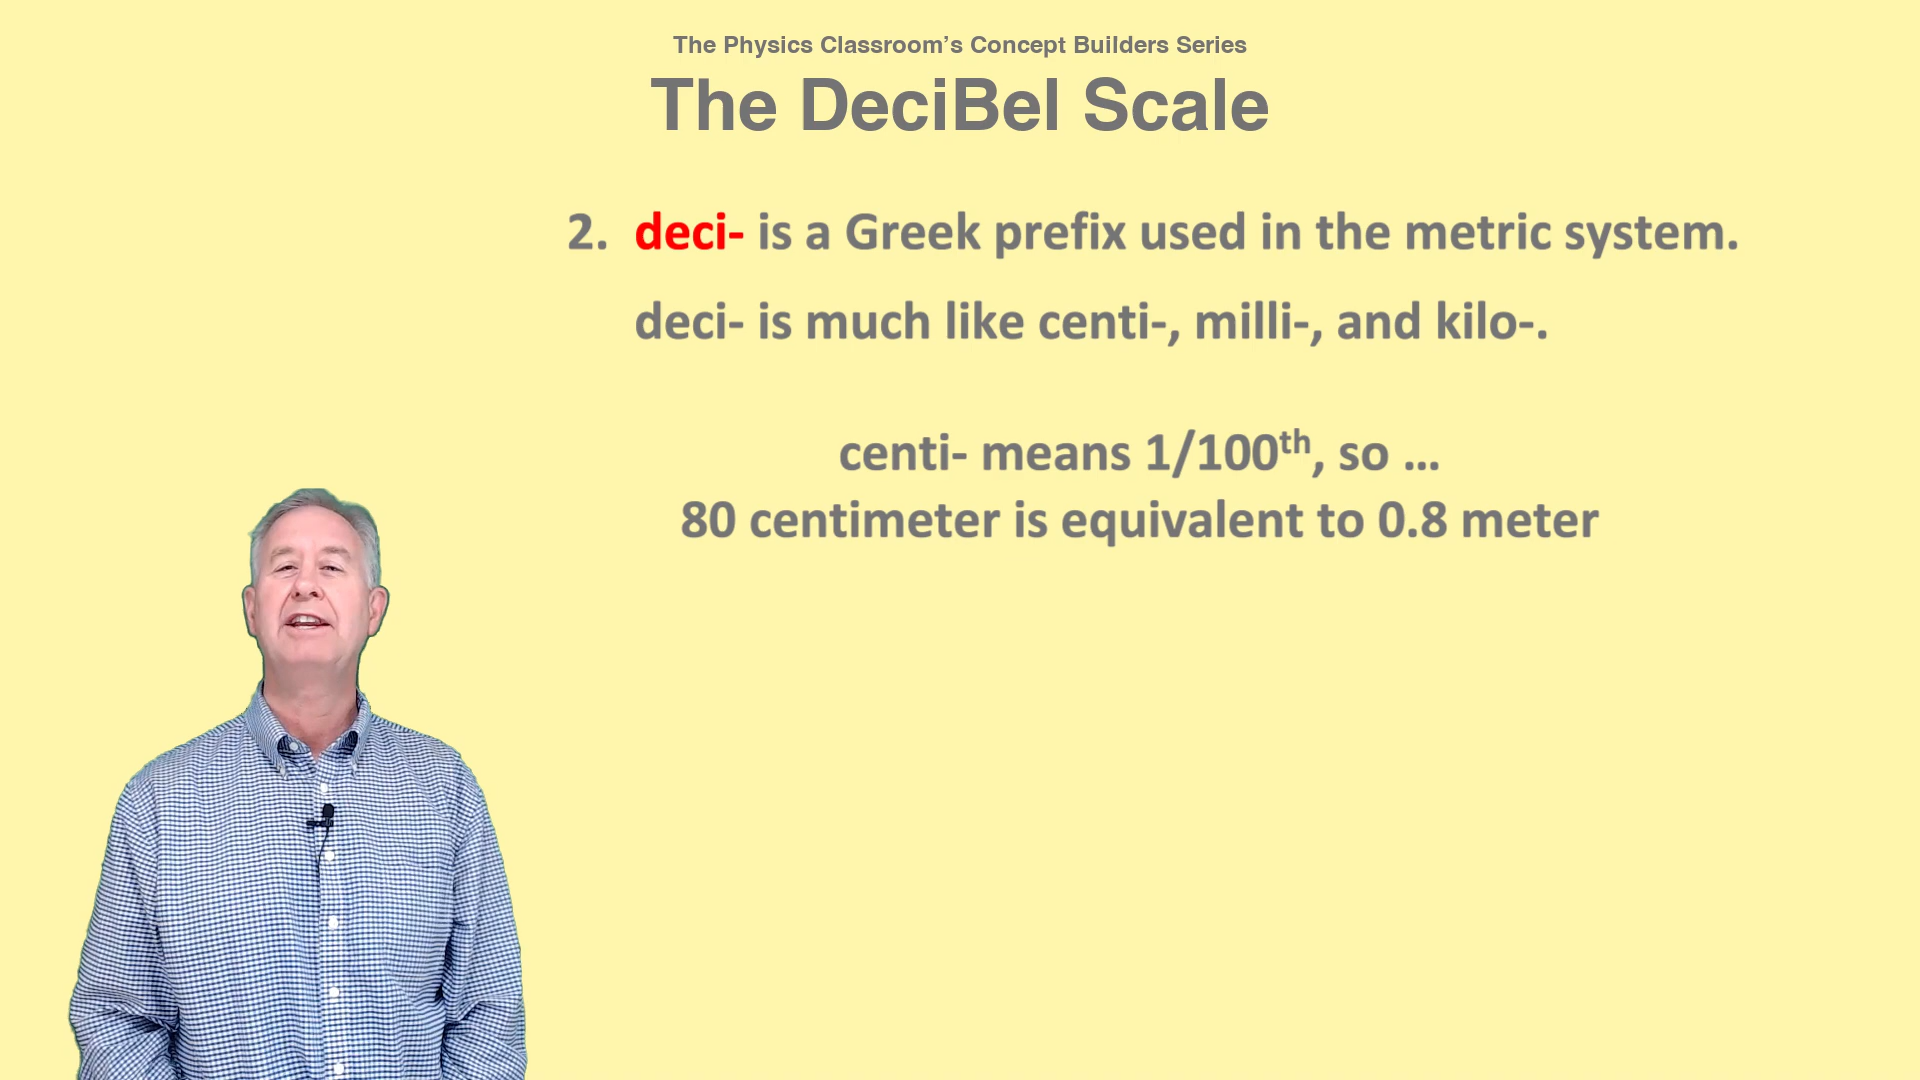 The Physics Classroom’s Concept Builders Series
The DeciBel Scale
2. deci- is a Greek prefix used in the metric system.
deci- is much like centi-, milli-, and kilo-.
centi- means 1/100th, so ...
80 centimeter is equivalent to 0.8 meter